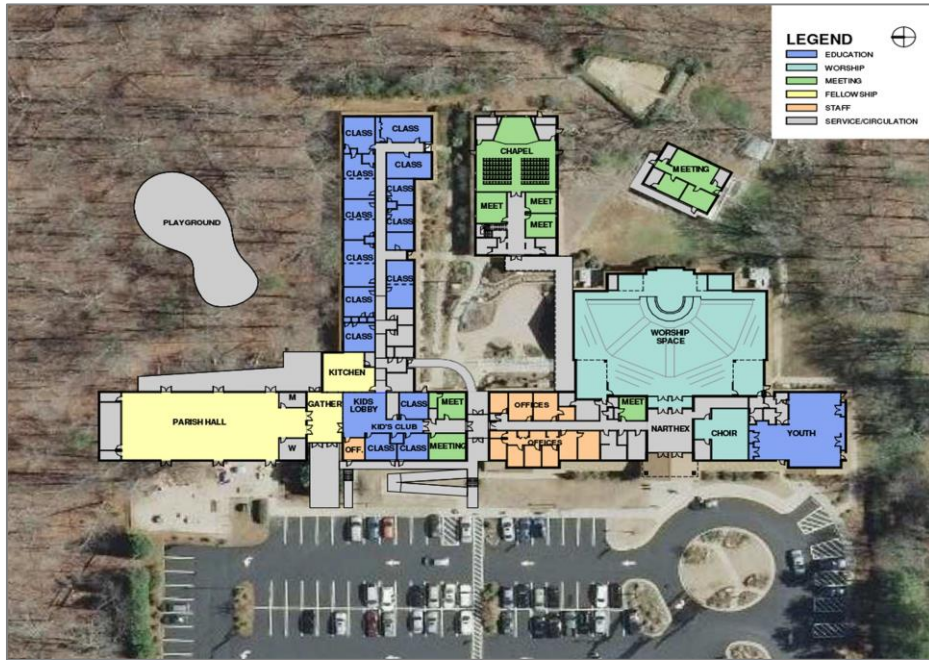 LEGEND
EDUCATION
WORSHIP
MEETING
FELLOWSHIP
STAFF
SERVICE/CIRCULATION
CLASS
CLASS
CLASS
CLASS
CLASS
CLASS
CLASS
CLASS
CLASS
CLASS
CLASS
CHAPEL
MEET
MEET
MEET
MEETING
PLAYGROUND
WORSHIP
SPACE
KITCHEN
PARISH HALL
M
W
GATHER
KIDS
LOBBY
CLASS
MEET
KID'S CLUB
OFF.
CLASS
CLASS
MEETING
OFFICES
OFFICES
MEET
NARTHEX
CHOIR
YOUTH